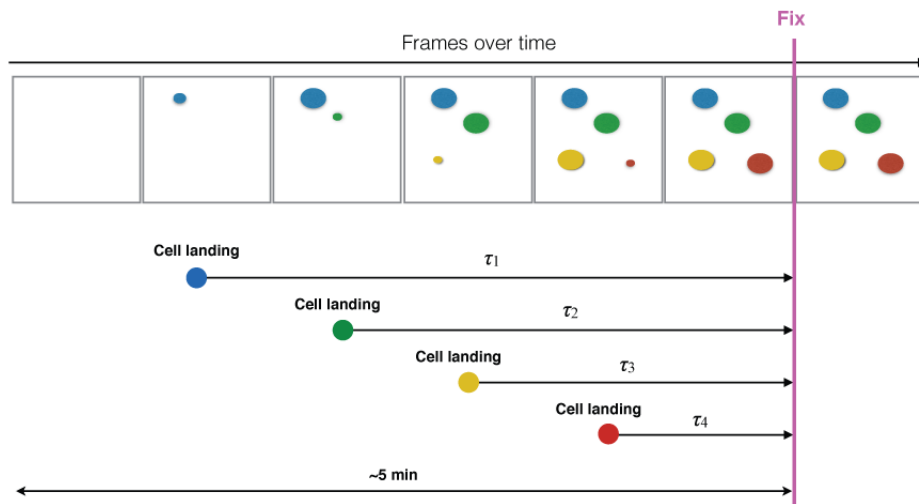 Fix
Frames over time
Cell landing
τ1
Cell landing
τ2
Cell landing
τ3
Cell landing
τ4
~5 min